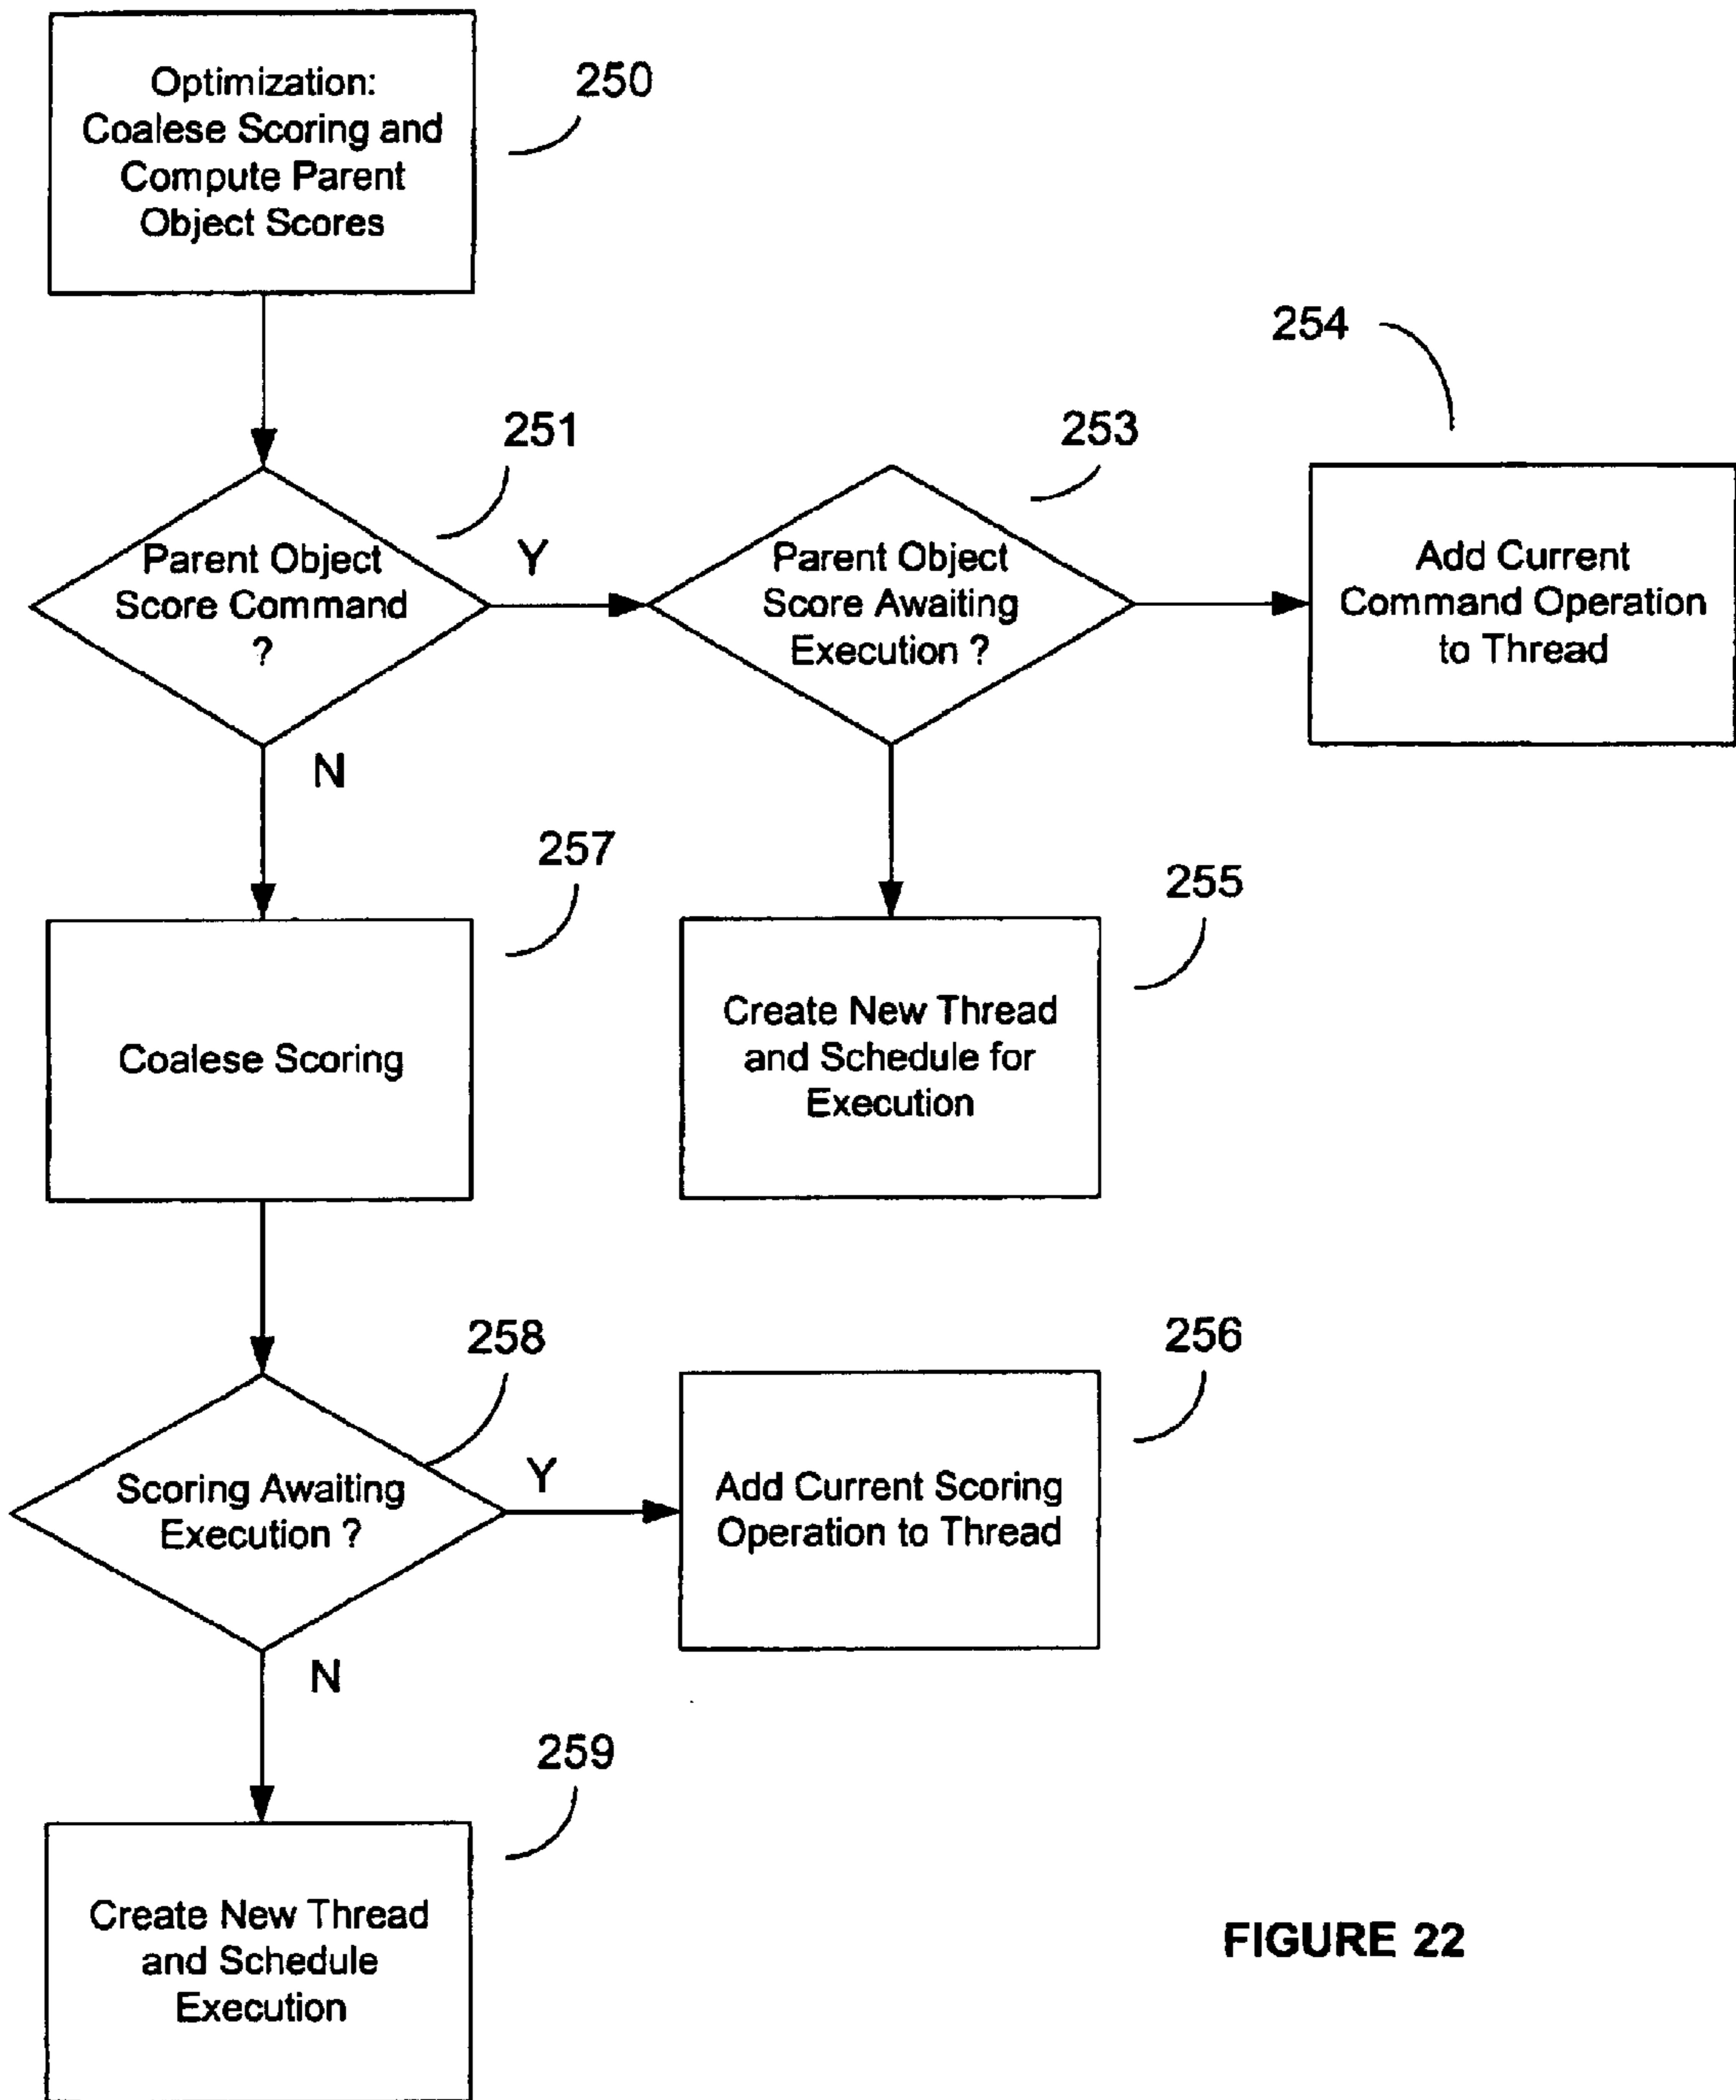 Optimization:
Coalese Scoring and
Compute Parent
Object Scores
250
254
251
253
Parent Object
Score Command
?
Y
Parent Object
Score Awaiting
Execution ?
Add Current
Command Operation
to Thread
N
257
255
Coalese Scoring
Create New Thread
and Schedule for
Execution
258
256
Scoring Awaiting
Execution ?
Y
Add Current Scoring
Operation to Thread
N
259
Create New Thread
and Schedule
Execution
FIGURE 22